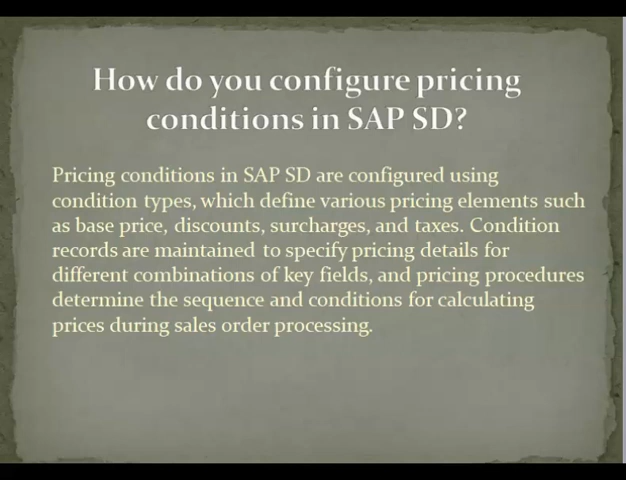 How do you configure pricing
conditions in SAP SD?
Pricing conditions in SAP SD are configured using
condition types, which define various pricing elements such
as base price, discounts, surcharges, and taxes. Condition
records are maintained to specify pricing details for
different combinations of key fields, and pricing procedures
determine the sequence and conditions for calculating
prices during sales order processing.